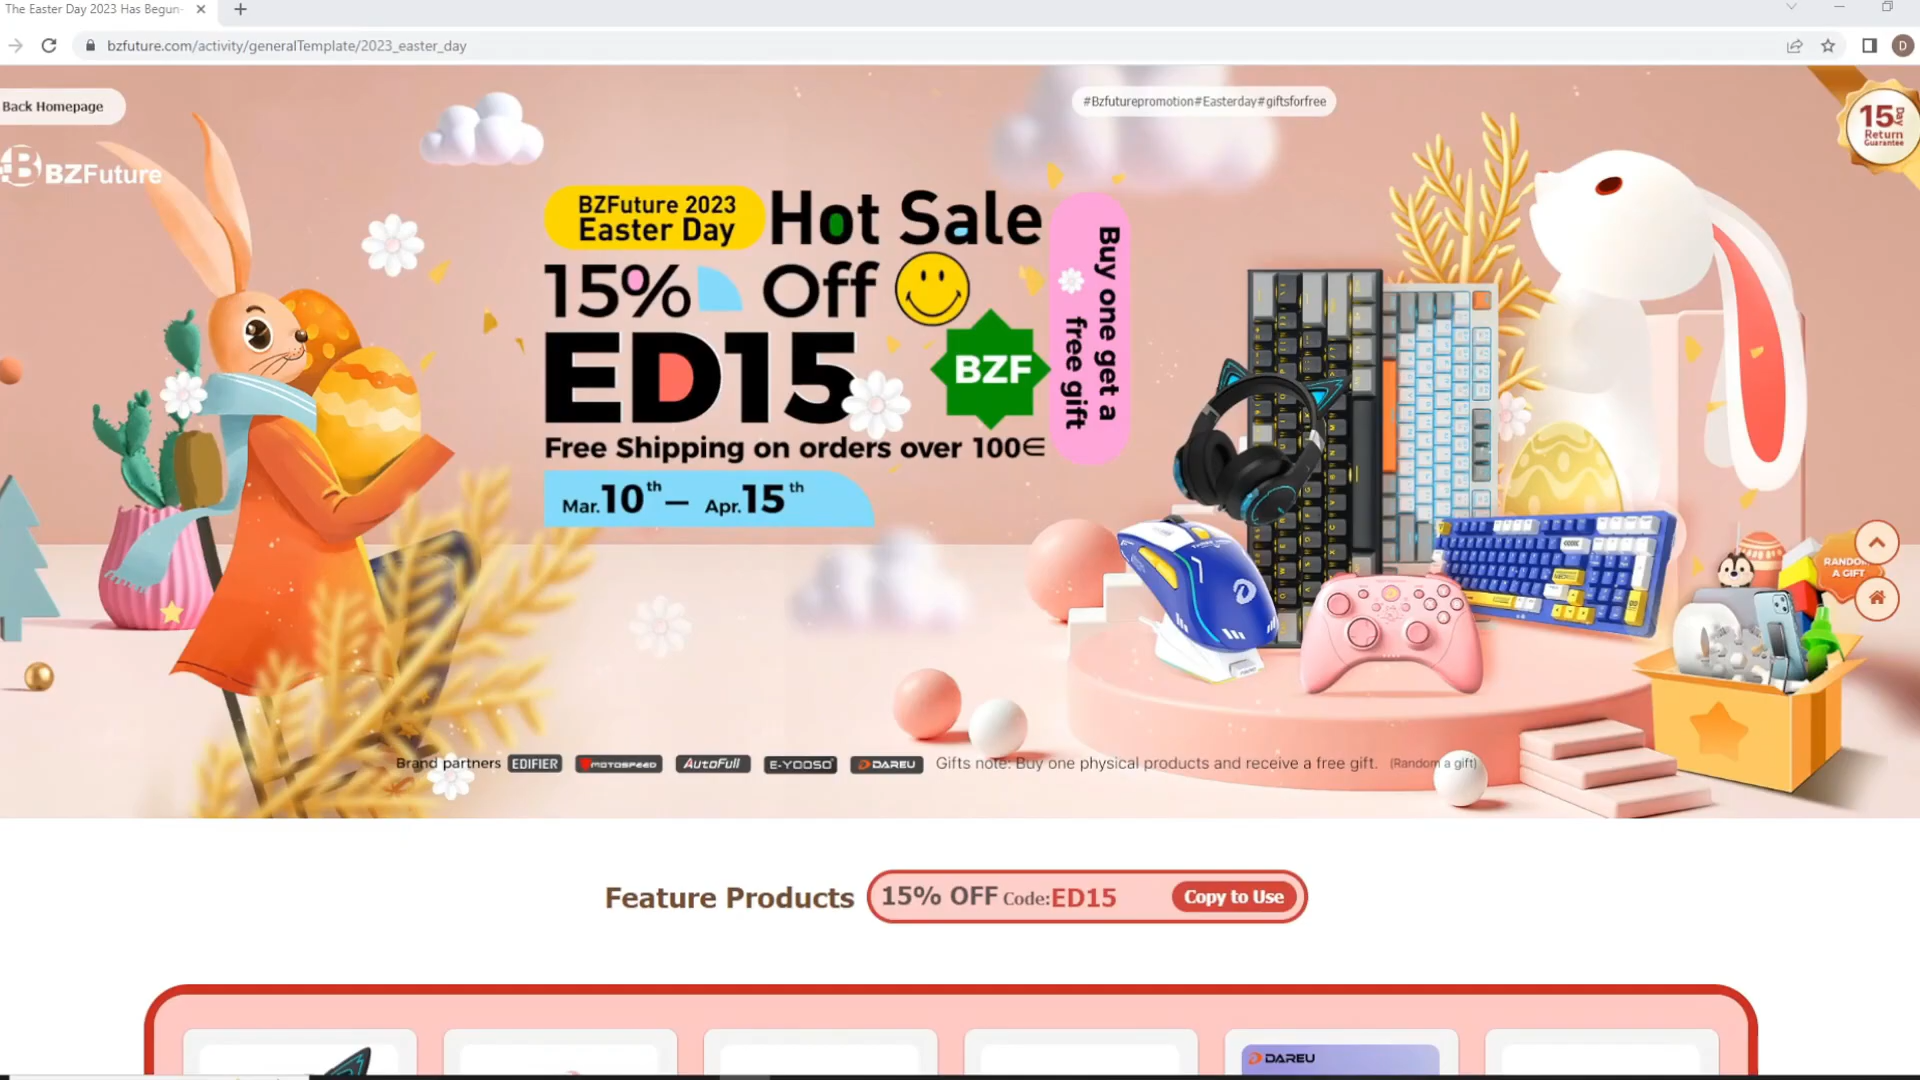 The Easter Day 2023 Has Begun-
bzfuture.com/activity/generalTemplate/2023_easter_day
D
Back Homepage
#Bzfuturepromotion#Easterday#giftsforfree
15 Day
Return
Guarantee
BZFuture
BZFuture 2023
Easter Day
Hot Sale
15% Off
ED15
BZF
Buy one get a
free gift
Free Shipping on orders over 100€
Mar.10th — Apr.15th
RANDOM
A GIFT
Brand partners EDIFIER MOTOSPEED AutoFull E-YOOSO DAREU Gifts note: Buy one physical products and receive a free gift. (Random a gift)
Feature Products 15% OFF Code:ED15 Copy to Use
DAREU